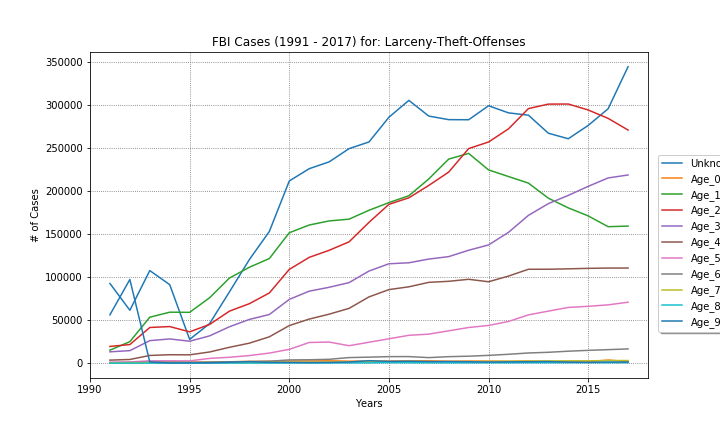 FBI Cases (1991 - 2017) for: Larceny-Theft-Offenses
350000
300000
250000
200000
150000
100000
50000
0
# of Cases
1990
1995
2000
2005
2010
2015
Years
Age_0
Age_1
Age_2
Age_3
Age_4
Age_5
Age_6
Age_7
Age_8
Age_9